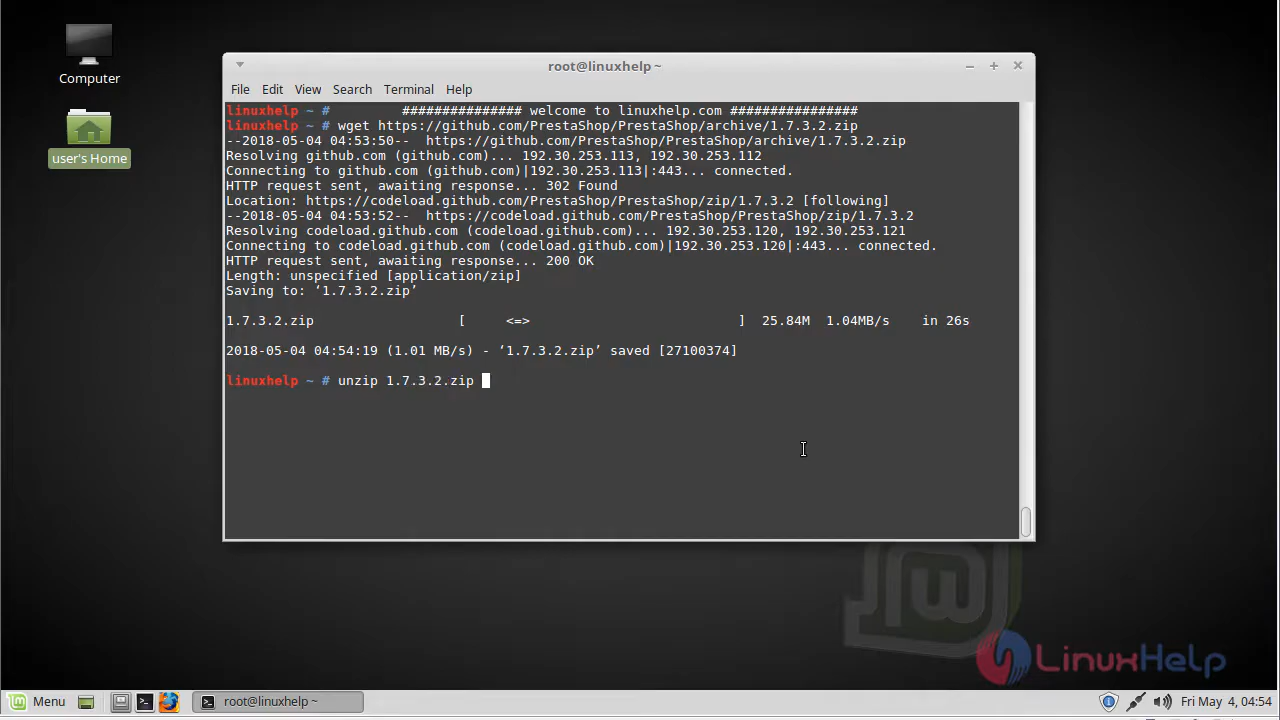 Computer
user's Home
root@linuxhelp ~
File Edit View Search Terminal Help
linuxhelp ~ #         ############### welcome to linuxhelp.com ################
linuxhelp ~ # wget https://github.com/PrestaShop/PrestaShop/archive/1.7.3.2.zip
--2018-05-04 04:53:50--  https://github.com/PrestaShop/PrestaShop/archive/1.7.3.2.zip
Resolving github.com (github.com)... 192.30.253.113, 192.30.253.112
Connecting to github.com (github.com)|192.30.253.113|:443... connected.
HTTP request sent, awaiting response... 302 Found
Location: https://codeload.github.com/PrestaShop/PrestaShop/zip/1.7.3.2 [following]
--2018-05-04 04:53:52--  https://codeload.github.com/PrestaShop/PrestaShop/zip/1.7.3.2
Resolving codeload.github.com (codeload.github.com)... 192.30.253.120, 192.30.253.121
Connecting to codeload.github.com (codeload.github.com)|192.30.253.120|:443... connected.
HTTP request sent, awaiting response... 200 OK
Length: unspecified [application/zip]
Saving to: ‘1.7.3.2.zip’
1.7.3.2.zip                  [     <=>                          ]  25.84M  1.04MB/s    in 26s
2018-05-04 04:54:19 (1.01 MB/s) - ‘1.7.3.2.zip’ saved [27100374]
linuxhelp ~ # unzip 1.7.3.2.zip
LinuxHelp
Menu root@linuxhelp ~ Fri May 4, 04:54